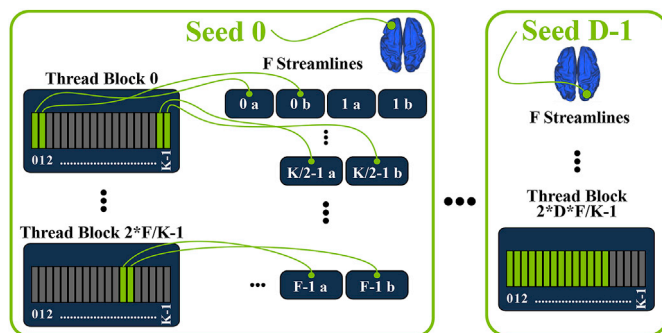 Seed 0
F Streamlines
Thread Block 0
0 a 0 b 1 a 1 b
012 ........................... K-1
K/2-1 a K/2-1 b
Thread Block 2*F/K-1
012 ........................... K-1
F-1 a F-1 b
Seed D-1
F Streamlines
Thread Block
2*D*F/K-1
012 ........................... K-1